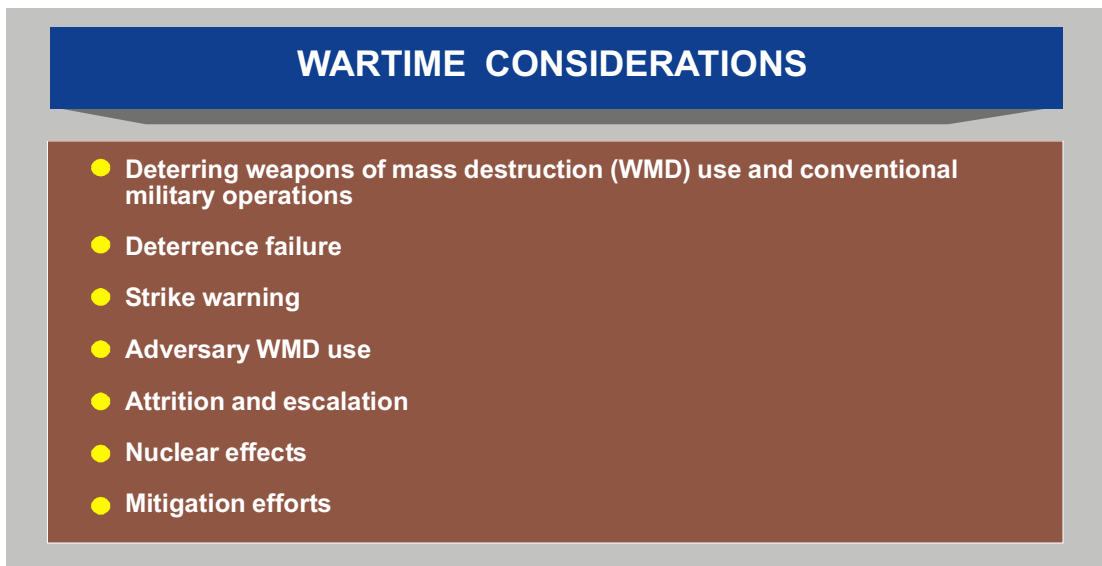 WARTIME CONSIDERATIONS
Deterring weapons of mass destruction (WMD) use and conventional
military operations
Deterrence failure
Strike warning
Adversary WMD use
Attrition and escalation
Nuclear effects
Mitigation efforts